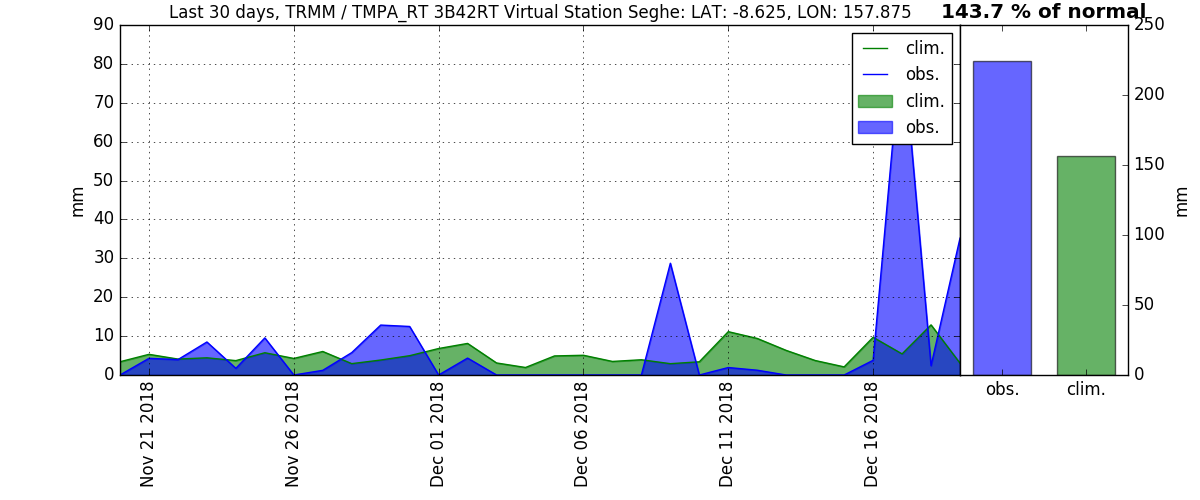 Last 30 days, TRMM / TMPA_RT 3B42RT Virtual Station Seghe: LAT: -8.625, LON: 157.875
143.7 % of normal
90
80
70
60
50
40
30
20
10
0
mm
clim.
obs.
clim.
obs.
250
200
150
100
50
0
mm
Nov 21 2018
Nov 26 2018
Dec 01 2018
Dec 06 2018
Dec 11 2018
Dec 16 2018
obs.
clim.